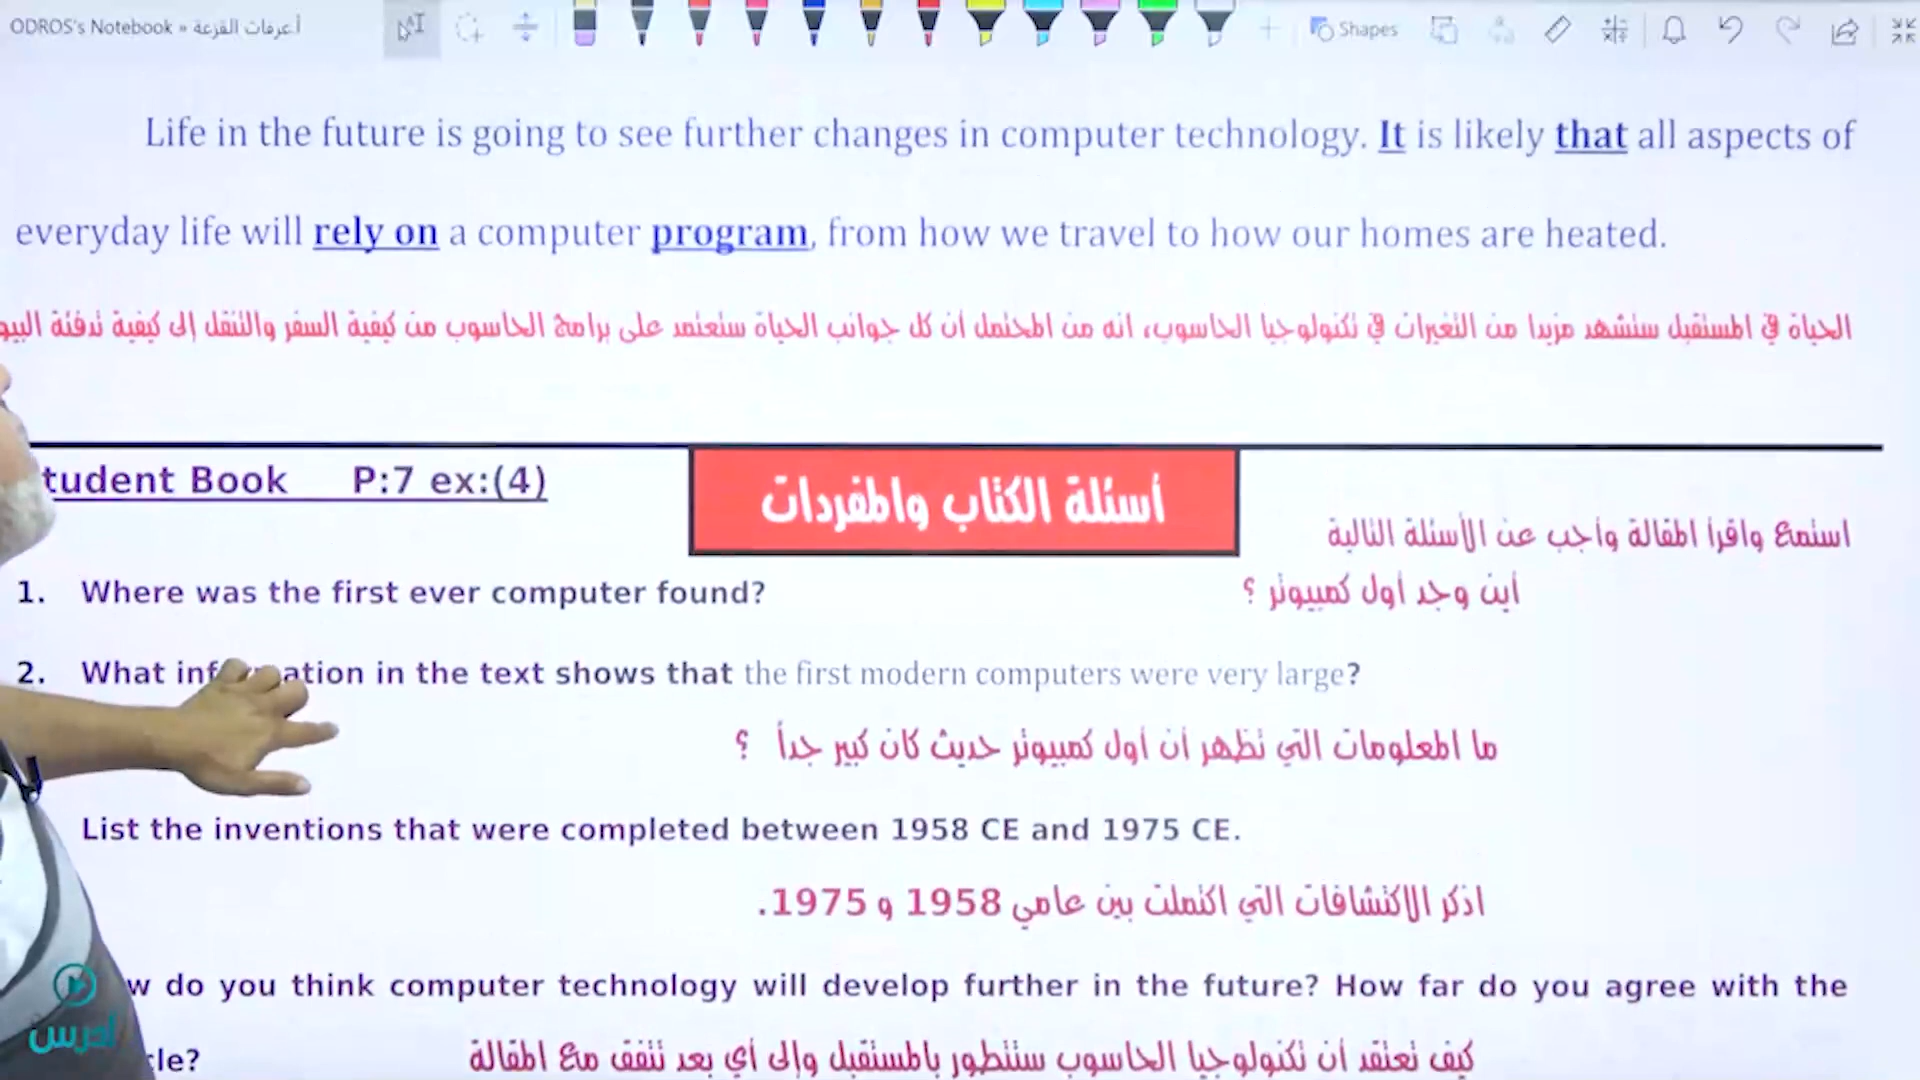 ODROS's Notebook » أ.عرفات القرعة
Shapes
Life in the future is going to see further changes in computer technology. It is likely that all aspects of
everyday life will rely on a computer program, from how we travel to how our homes are heated.
الحياة في المستقبل ستشهد مزيدا من التغيرات في تكنولوجيا الحاسوب، انه من المحتمل أن كل جوانب الحياة ستعتمد على برامج الحاسوب من كيفية السفر والتنقل إلى كيفية تدفئة
tudent Book P:7 ex:(4)
أسئلة الكتاب والمفردات
استمع واقرأ المقالة وأجب عن الأسئلة التالية
1. Where was the first ever computer found?
أين وجد أول كمبيوتر ؟
2. What information in the text shows that the first modern computers were very large?
ما المعلومات التي تظهر أن أول كمبيوتر حديث كان كبير جداً ؟
List the inventions that were completed between 1958 CE and 1975 CE.
اذكر الاكتشافات التي اكتملت بين عامي 1958 و 1975.
w do you think computer technology will develop further in the future? How far do you agree with the
cle?
كيف تعتقد أن تكنولوجيا الحاسوب ستتطور بالمستقبل وإلى أي بعد تتفق مع المقالة
أدرس